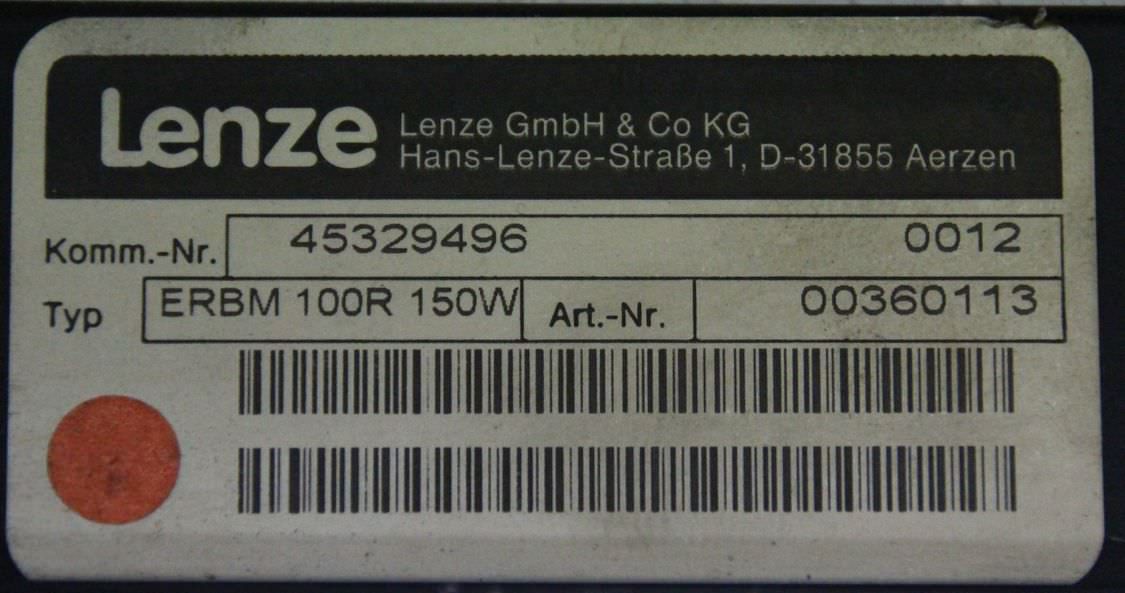 Lenze
Lenze GmbH & Co KG
Hans-Lenze-Straße 1, D-31855 Aerzen
Komm.-Nr. 45329496 0012
Typ ERBM 100R 150W Art.-Nr. 00360113